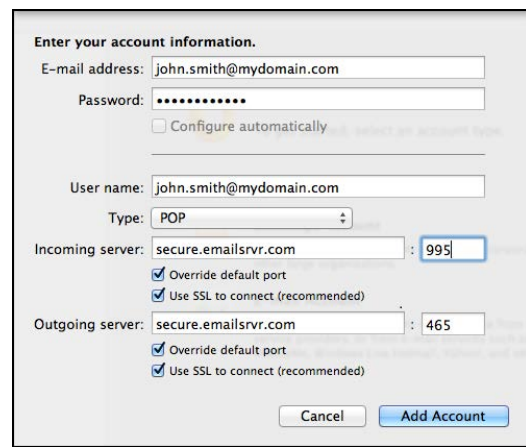 Enter your account information.
E-mail address: john.smith@mydomain.com
Password: ••••••••••••
Configure automatically
User name: john.smith@mydomain.com
Type: POP
Incoming server: secure.emailsrvr.com : 995
Override default port
Use SSL to connect (recommended)
Outgoing server: secure.emailsrvr.com : 465
Override default port
Use SSL to connect (recommended)
Cancel Add Account